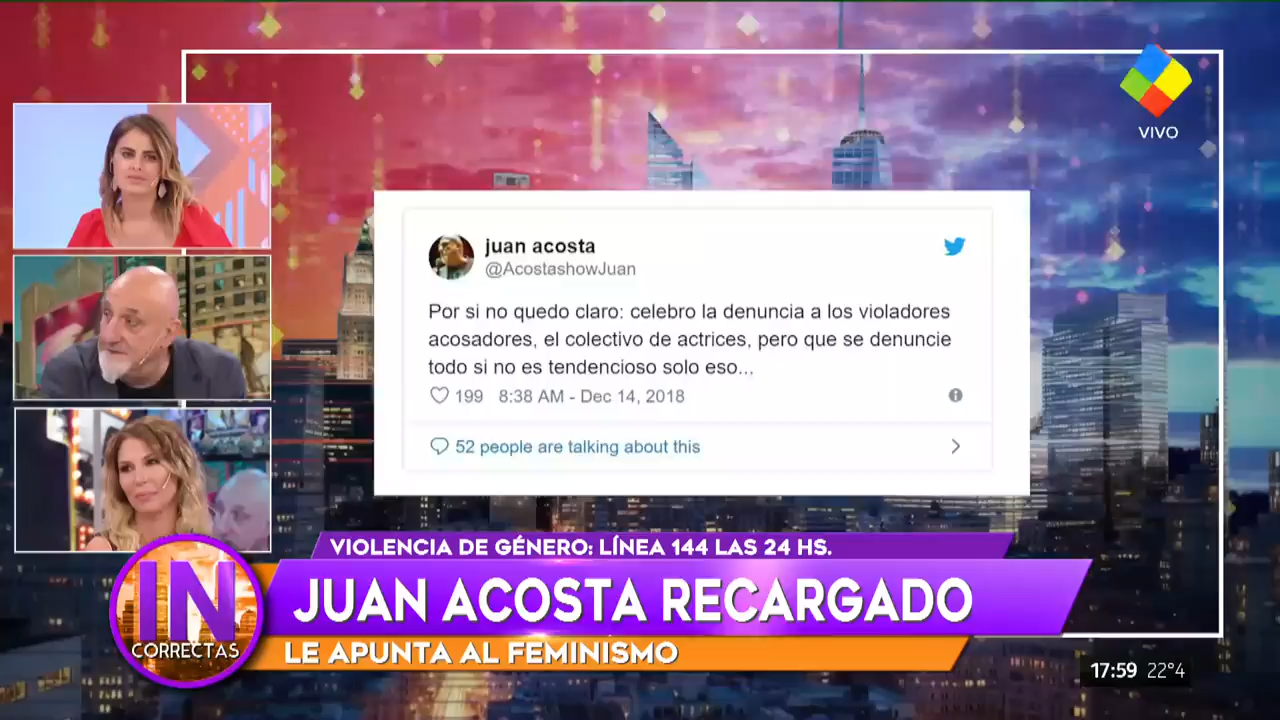 VIVO
juan acosta
@AcostashowJuan
Por si no quedo claro: celebro la denuncia a los violadores
acosadores, el colectivo de actrices, pero que se denuncie
todo si no es tendencioso solo eso...
199 8:38 AM - Dec 14, 2018
52 people are talking about this
VIOLENCIA DE GÉNERO: LÍNEA 144 LAS 24 HS.
JUAN ACOSTA RECARGADO
LE APUNTA AL FEMINISMO
IN
CORRECTAS
17:59 22°4